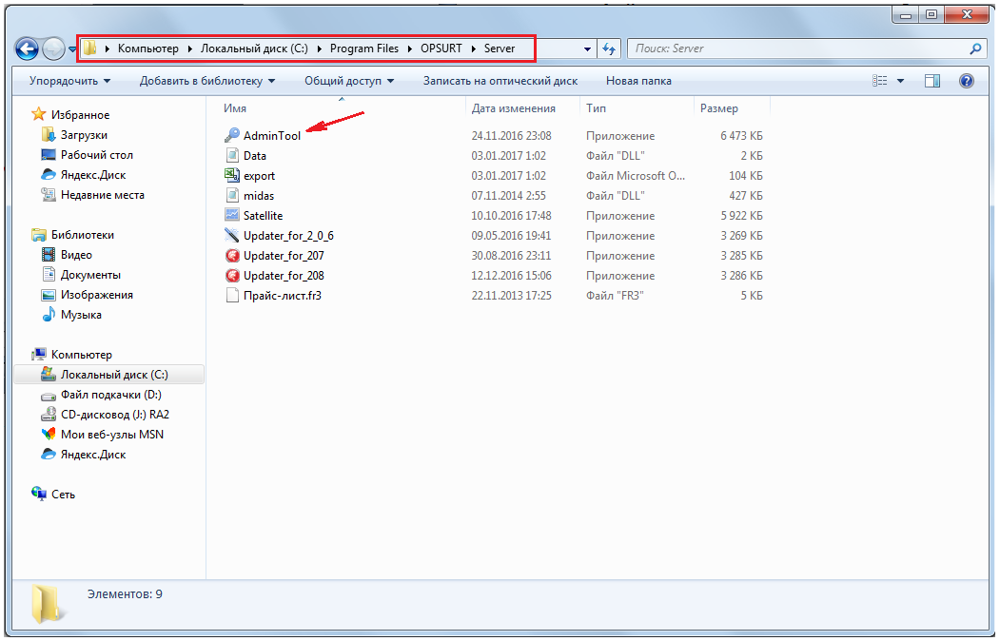 Компьютер Локальный диск (C:) Program Files OPSURT Server Поиск: Server
Упорядочить Добавить в библиотеку Общий доступ Записать на оптический диск Новая папка
Имя Дата изменения Тип Размер
AdminTool 24.11.2016 23:08 Приложение 6 473 КБ
Data 03.01.2017 1:02 Файл "DLL" 2 КБ
export 03.01.2017 1:02 Файл Microsoft O... 104 КБ
midas 07.11.2014 2:55 Файл "DLL" 427 КБ
Satellite 10.10.2016 17:48 Приложение 5 922 КБ
Updater_for_2_0_6 09.05.2016 19:41 Приложение 3 269 КБ
Updater_for_207 30.08.2016 23:11 Приложение 3 285 КБ
Updater_for_208 12.12.2016 15:06 Приложение 3 286 КБ
Прайс-лист.fr3 22.11.2013 17:25 Файл "FR3" 5 КБ
Избранное
Загрузки
Рабочий стол
Яндекс.Диск
Недавние места
Библиотеки
Видео
Документы
Изображения
Музыка
Компьютер
Локальный диск (C:)
Файл подкачки (D:)
CD-дисковод (J:) RA2
Мои веб-узлы MSN
Яндекс.Диск
Сеть
Элементов: 9